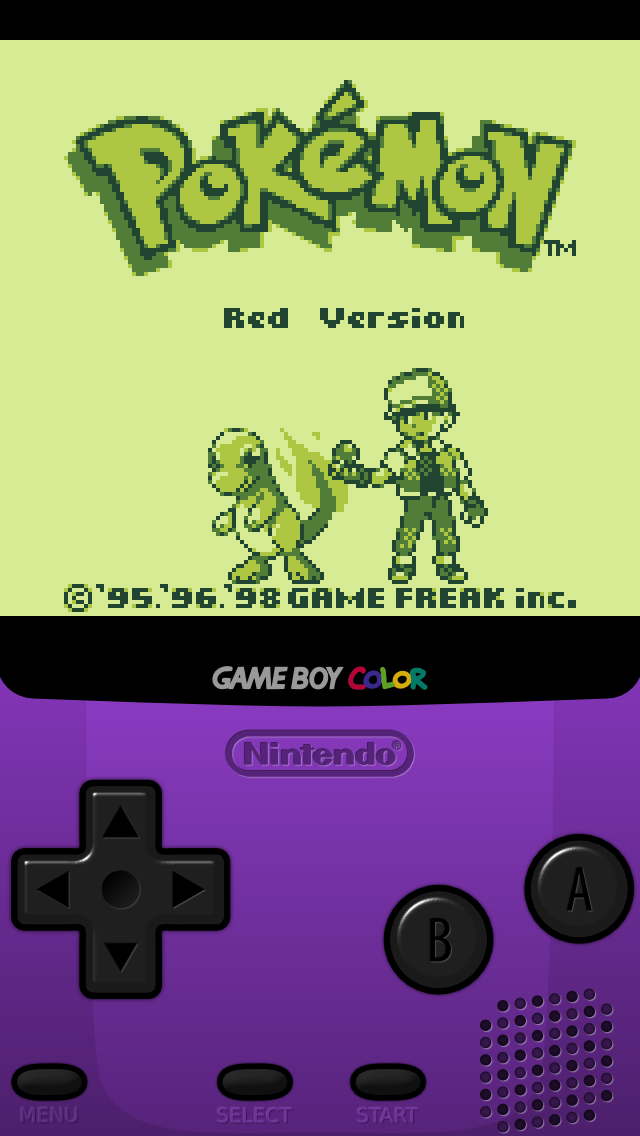 POKéMON
TM
Red Version
©'95.'96.'98 GAME FREAK inc.
GAME BOY COLOR
Nintendo®
A
B
MENU SELECT START